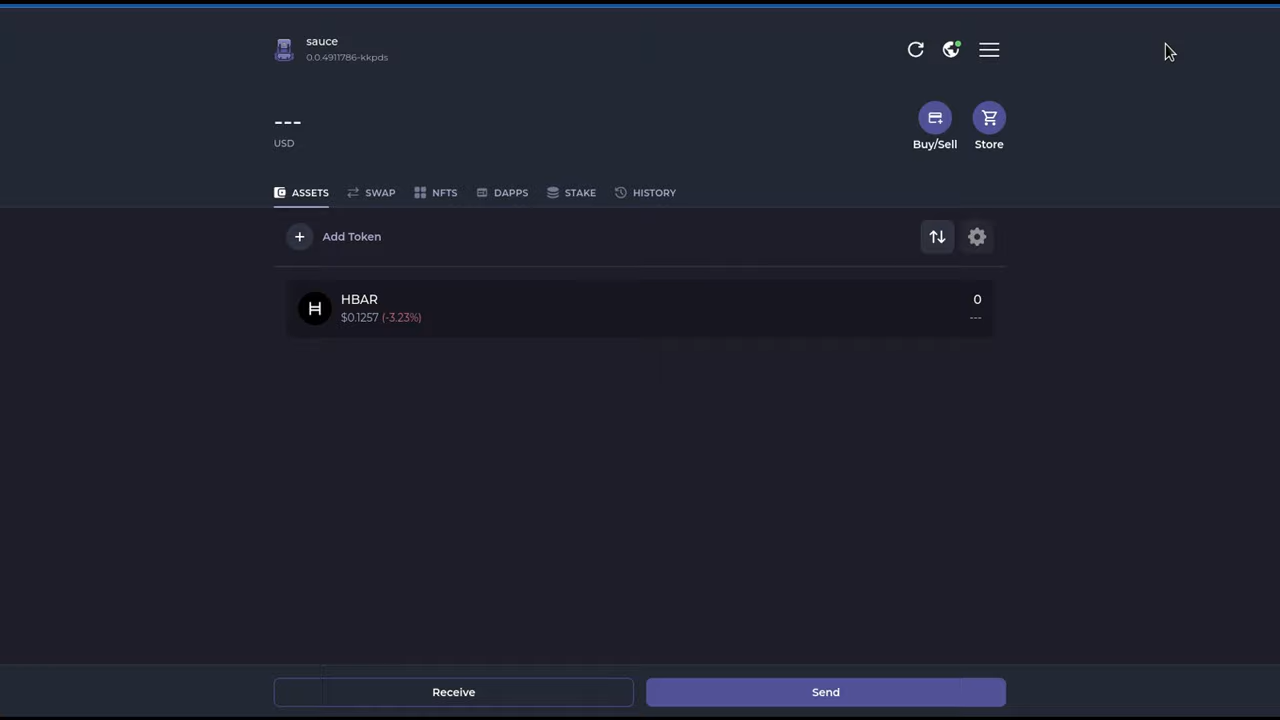 sauce
0.0.4911786-kkpds
---
USD
Buy/Sell
Store
ASSETS
SWAP
NFTS
DAPPS
STAKE
HISTORY
Add Token
HBAR
0
$0.1257 (-3.23%)
---
Receive
Send